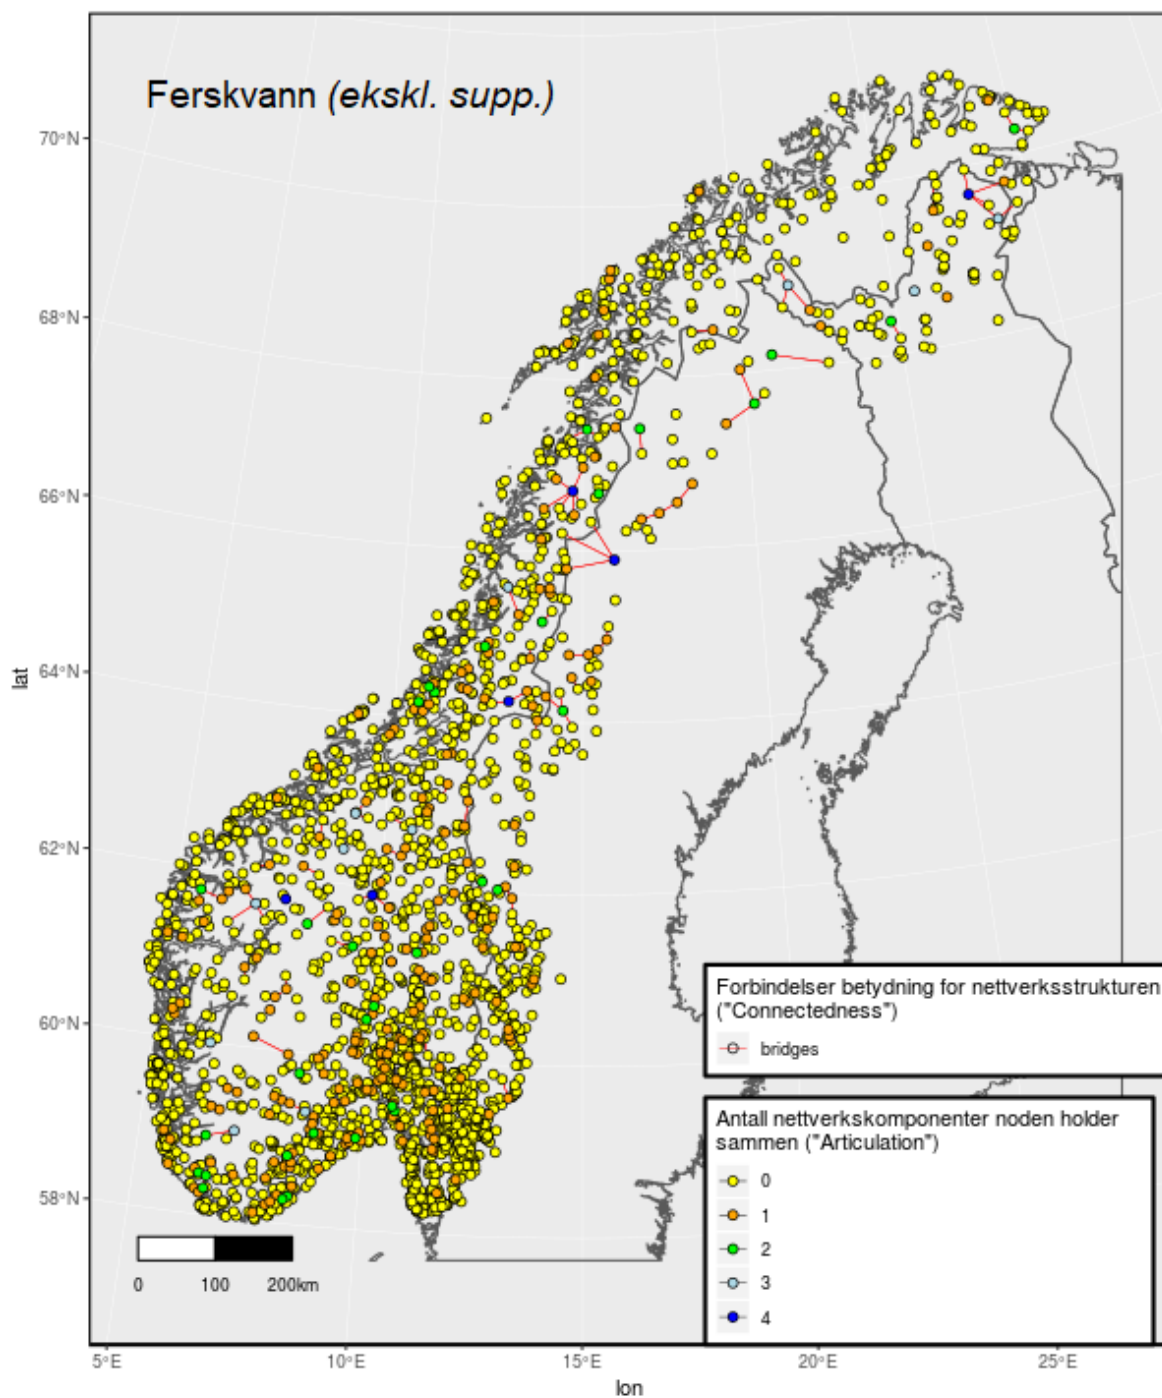 Ferskvann (ekskl. supp.)
70°N
68°N
66°N
64°N
62°N
60°N
58°N
lat
Forbindelser betydning for nettverksstrukturen
("Connectedness")
bridges
Antall nettverkskomponenter noden holder
sammen ("Articulation")
0
1
2
3
4
0 100 200km
5°E 10°E 15°E 20°E 25°E
lon